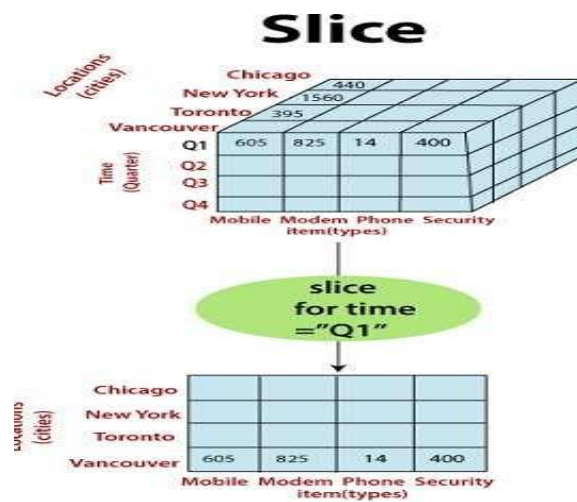 Slice
Locations
(cities)
Chicago 440
New York 1560
Toronto 395
Vancouver
Time
(Quarter)
Q1 605 825 14 400
Q2
Q3
Q4
Mobile Modem Phone Security
item(types)
slice
for time
="Q1"
Locations
(cities)
Chicago
New York
Toronto
Vancouver 605 825 14 400
Mobile Modem Phone Security
item(types)